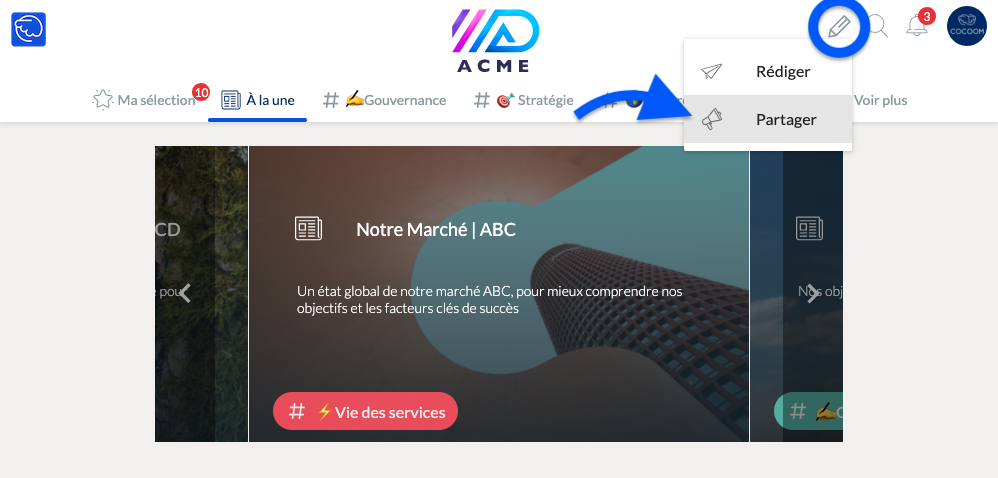 3
COCOOM
ACME
Rédiger
Partager
Ma sélection
10
À la une
# ✍️Gouvernance
# 🎯 Stratégie
#
Voir plus
CD
Notre Marché | ABC
Un état global de notre marché ABC, pour mieux comprendre nos
objectifs et les facteurs clés de succès
Nos obj
# ⚡Vie des services
# ✍️